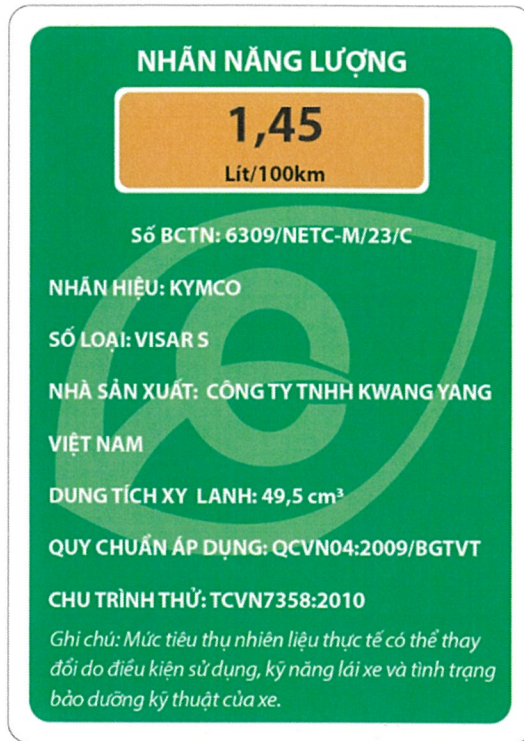 NHÃN NĂNG LƯỢNG
1,45
Lít/100km
Số BCTN: 6309/NETC-M/23/C
NHÃN HIỆU: KYMCO
SỐ LOẠI: VISAR S
NHÀ SẢN XUẤT: CÔNG TY TNHH KWANG YANG
VIỆT NAM
DUNG TÍCH XY LANH: 49,5 cm³
QUY CHUẨN ÁP DỤNG: QCVN04:2009/BGTVT
CHU TRÌNH THỬ: TCVN7358:2010
Ghi chú: Mức tiêu thụ nhiên liệu thực tế có thể thay
đổi do điều kiện sử dụng, kỹ năng lái xe và tình trạng
bảo dưỡng kỹ thuật của xe.